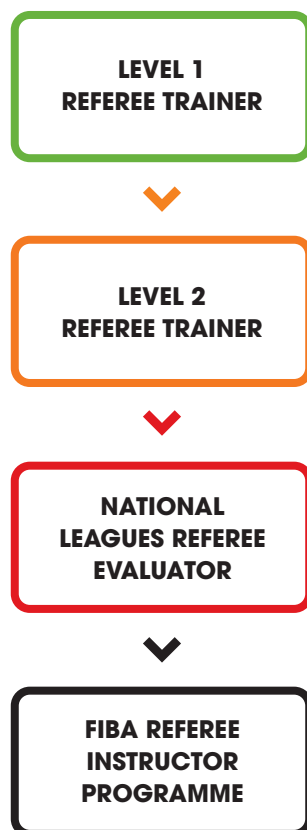 LEVEL 1
REFEREE TRAINER
LEVEL 2
REFEREE TRAINER
NATIONAL
LEAGUES REFEREE
EVALUATOR
FIBA REFEREE
INSTRUCTOR
PROGRAMME